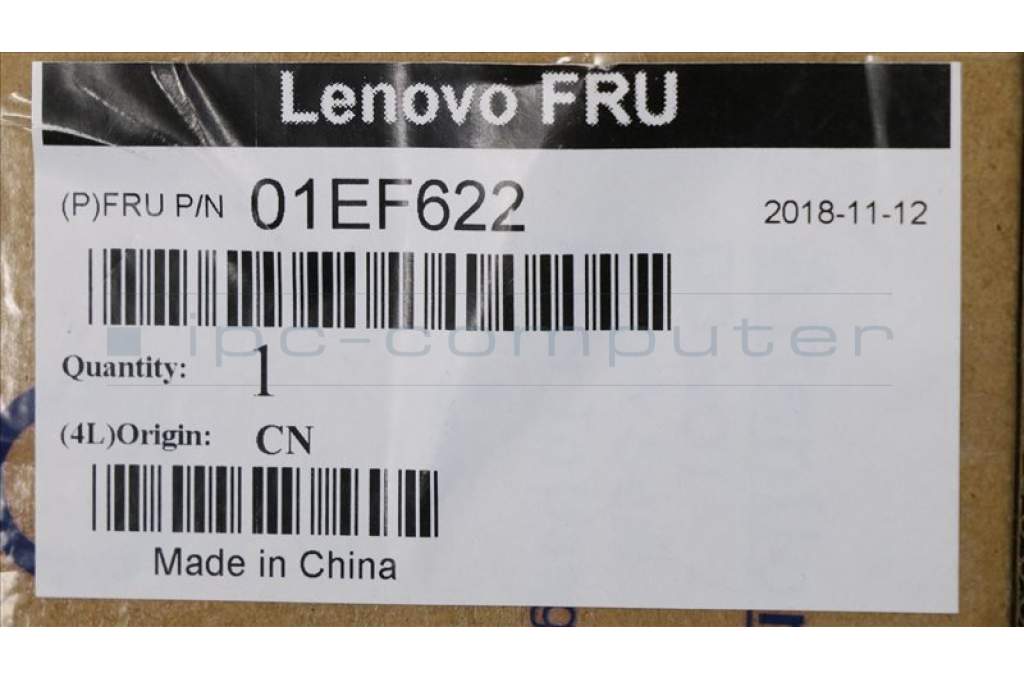 Lenovo FRU
(P)FRU P/N 01EF622 2018-11-12
ipc-computer
Quantity: 1
(4L)Origin: CN
Made in China